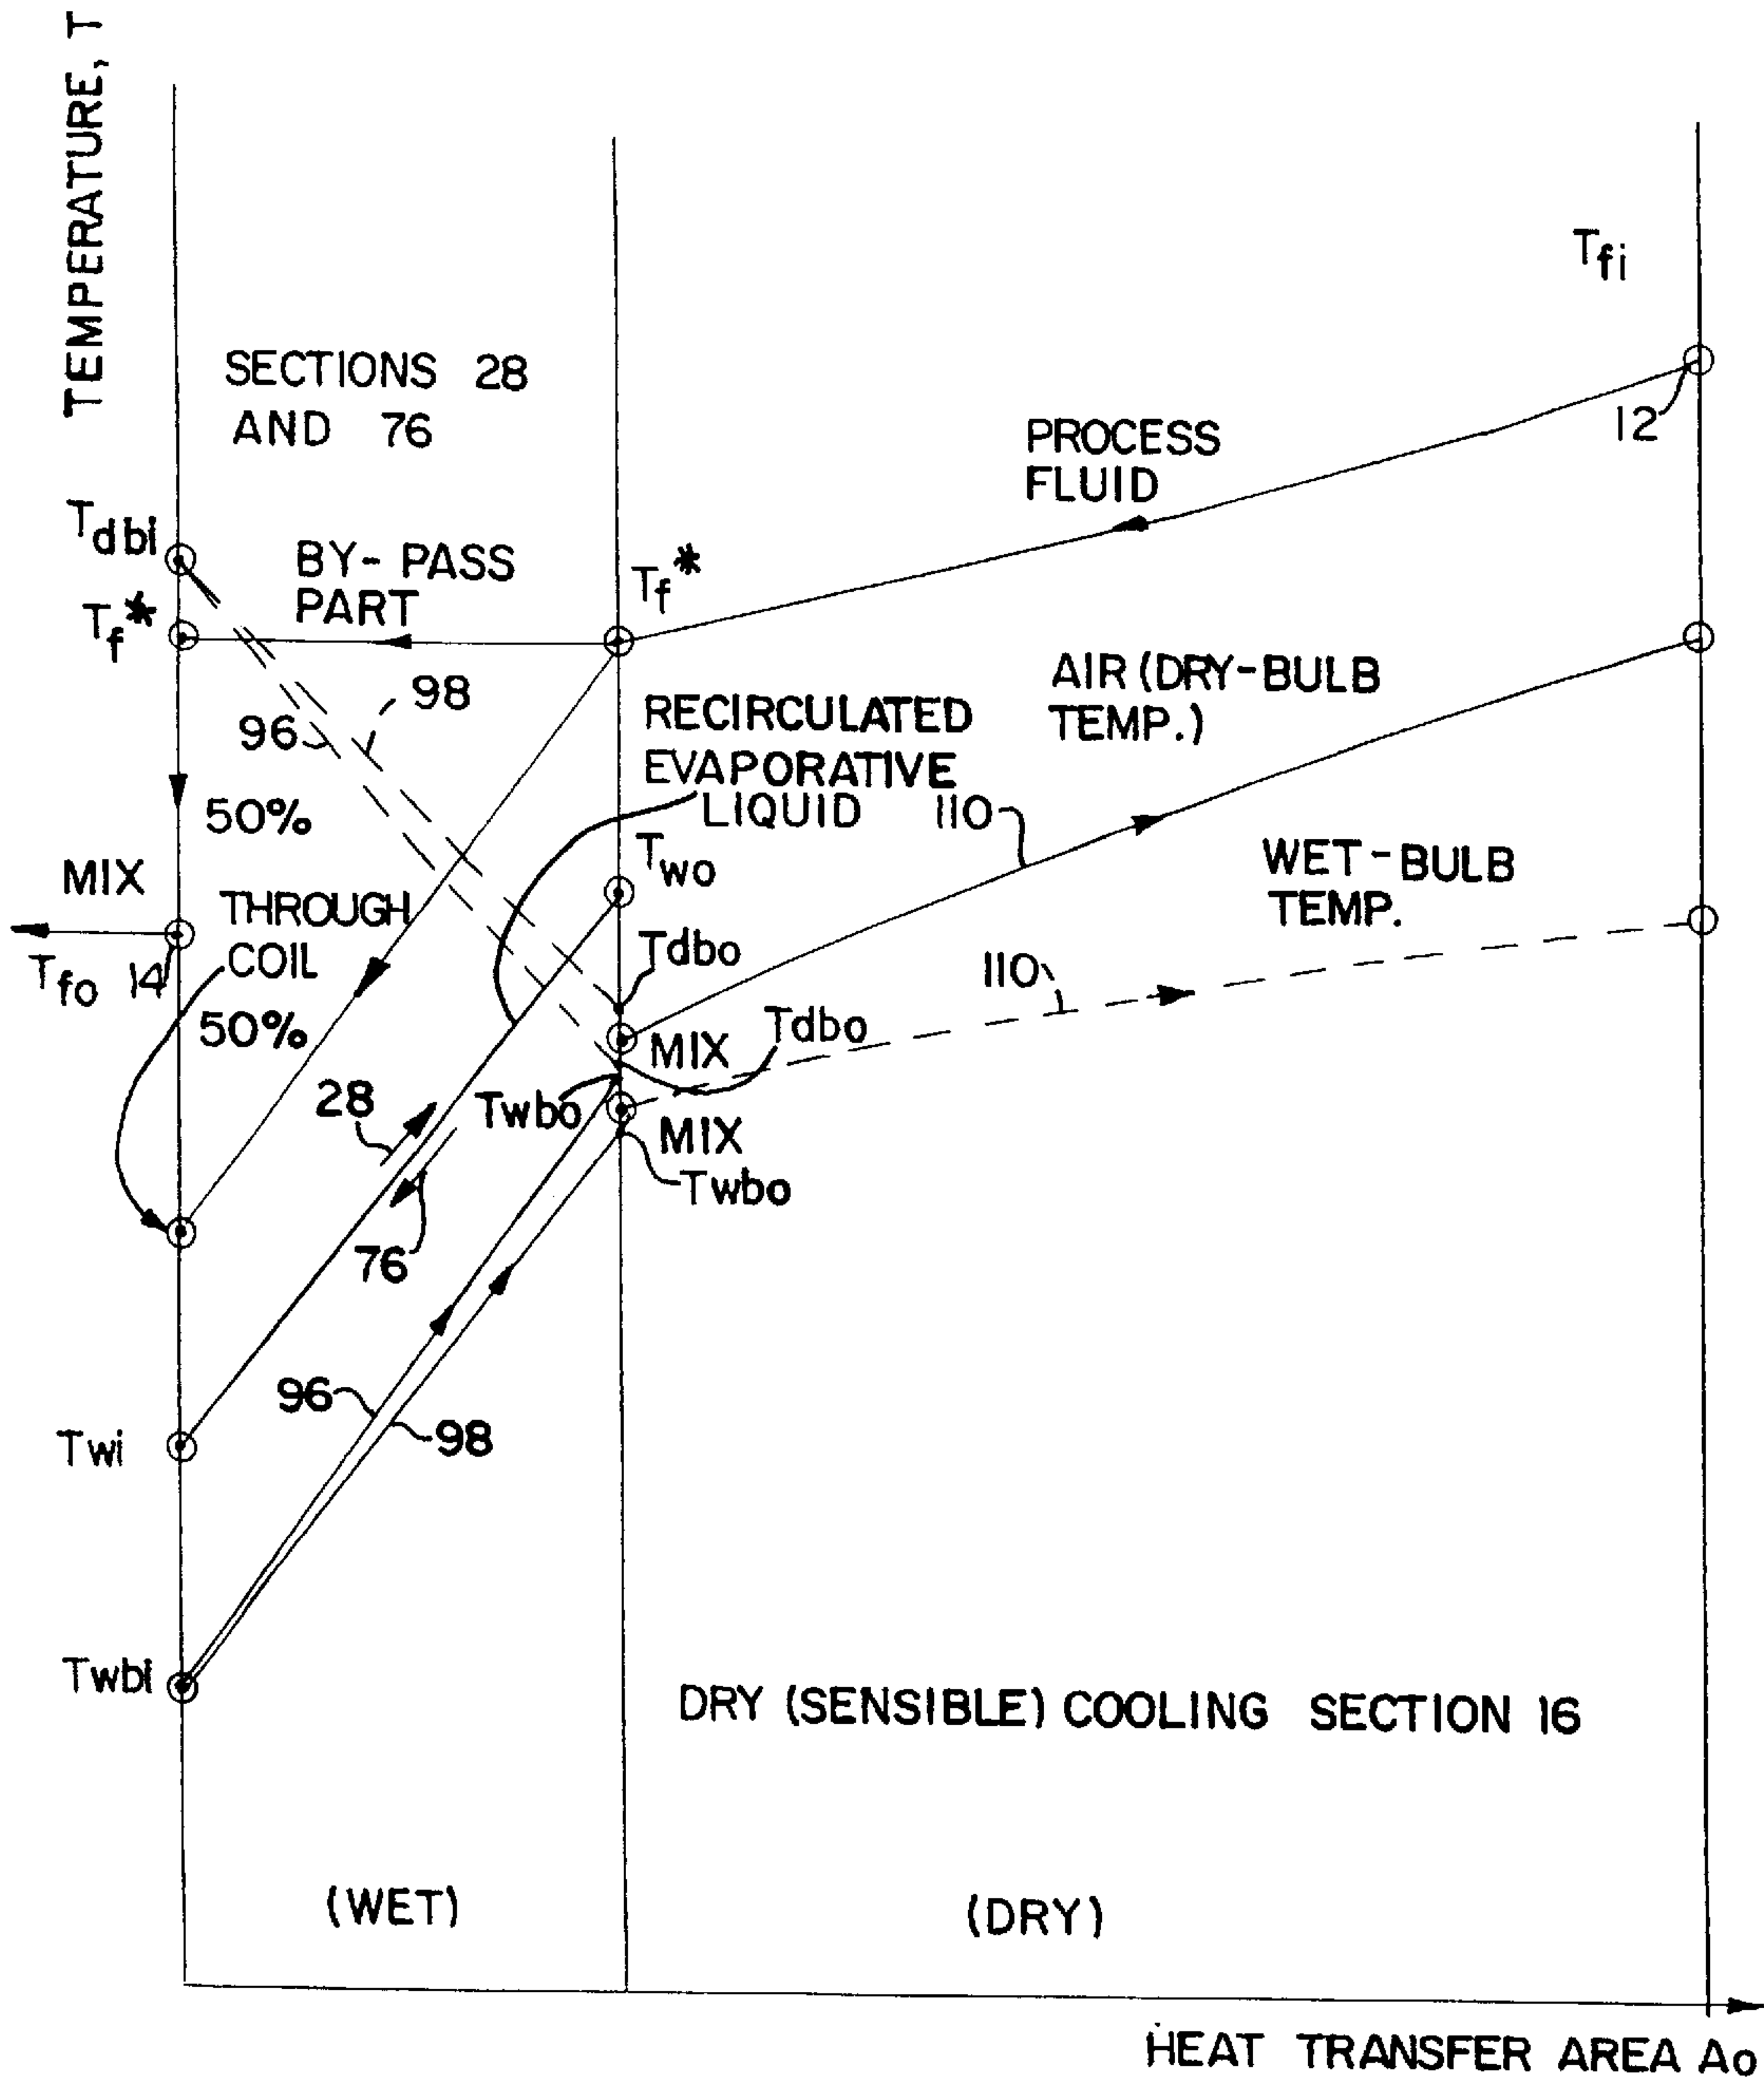 TEMPERATURE, T
Tfi
SECTIONS 28
AND 76
12
PROCESS
FLUID
Tdbi
BY-PASS
PART
Tf*
Tf*
98
96
AIR (DRY-BULB
TEMP.)
RECIRCULATED
EVAPORATIVE
LIQUID
110
50%
Two
WET-BULB
TEMP.
MIX
THROUGH
COIL
Tfo 14
Tdbo
110
50%
MIX
Tdbo
28
Twbo
MIX
Twbo
76
96
98
Twi
Twbi
DRY (SENSIBLE) COOLING SECTION 16
(WET)
(DRY)
HEAT TRANSFER AREA Ao